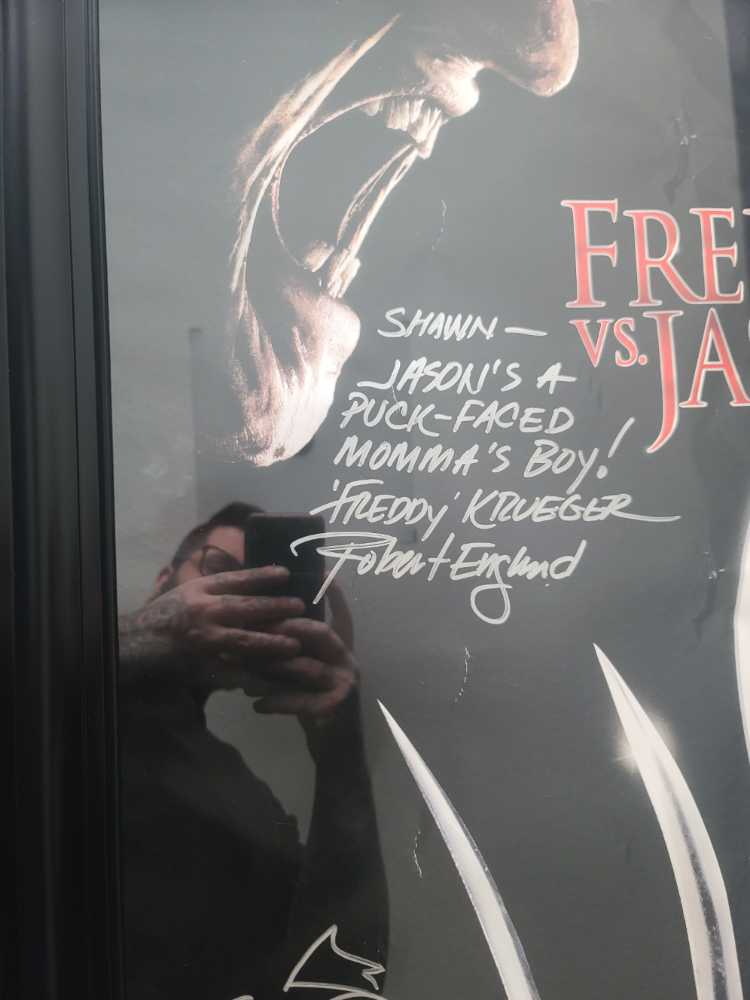 FRE
VS. JA
SHAWN —
JASON'S A
PUCK-FACED
MOMMA'S BOY!
'FREDDY' KRUEGER
Robert Englund